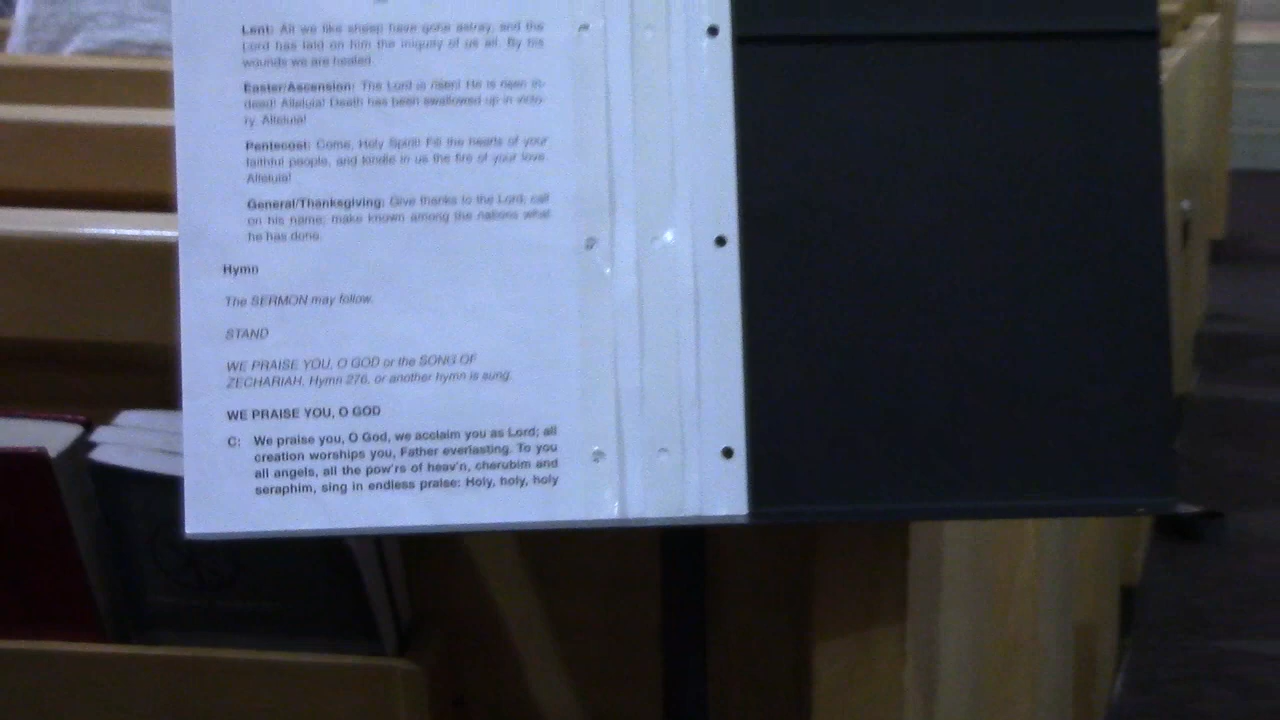 Lent: All we like sheep have gone astray, and the
Lord has laid on him the iniquity of us all. By his
wounds we are healed.
Easter/Ascension: The Lord is risen! He is risen in-
deed! Alleluia! Death has been swallowed up in victo-
ry. Alleluia!
Pentecost: Come, Holy Spirit! Fill the hearts of your
faithful people, and kindle in us the fire of your love.
Alleluia!
General/Thanksgiving: Give thanks to the Lord; call
on his name; make known among the nations what
he has done.
Hymn
The SERMON may follow.
STAND
WE PRAISE YOU, O GOD or the SONG OF
ZECHARIAH, Hymn 276, or another hymn is sung.
WE PRAISE YOU, O GOD
C: We praise you, O God, we acclaim you as Lord; all
creation worships you, Father everlasting. To you
all angels, all the pow'rs of heav'n, cherubim and
seraphim, sing in endless praise: Holy, holy, holy